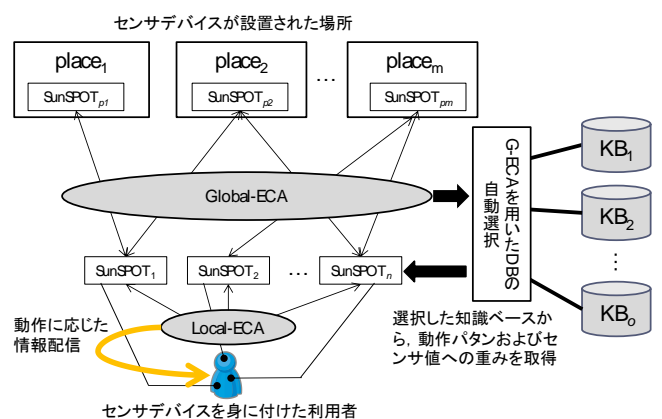 センサデバイスが設置された場所
place1
SunSPOTp1
place2
SunSPOTp2
…
placem
SunSPOTpm
Global-ECA
G-ECAを用いたDBの
自動選択
KB1
KB2
⋮
KBo
SunSPOT1
SunSPOT2
…
SunSPOTn
Local-ECA
動作に応じた
情報配信
選択した知識ベースか
ら，動作パタンおよびセ
ンサ値への重みを取得
センサデバイスを身に付けた利用者